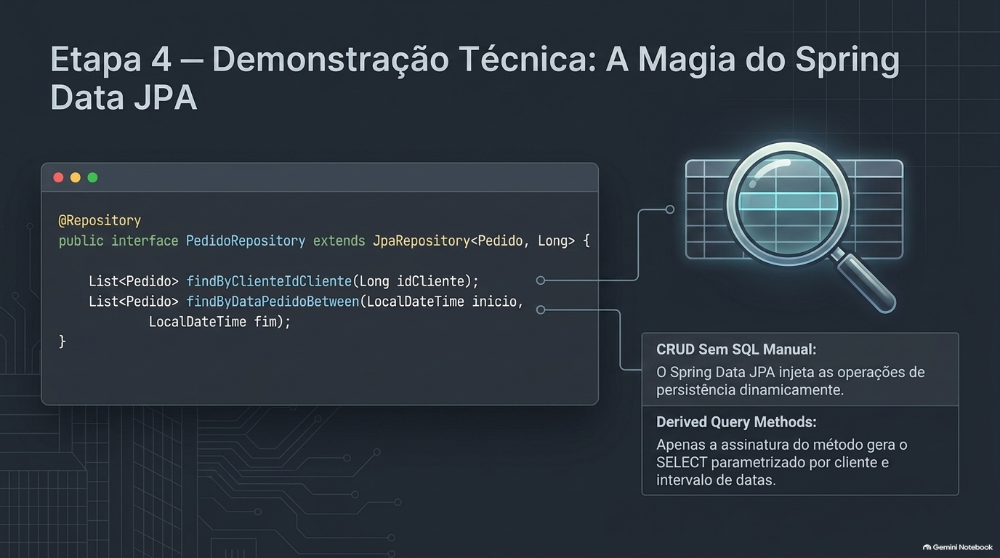 Etapa 4 — Demonstração Técnica: A Magia do Spring
Data JPA
@Repository
public interface PedidoRepository extends JpaRepository<Pedido, Long> {
List<Pedido> findByClienteIdCliente(Long idCliente);
List<Pedido> findByDataPedidoBetween(LocalDateTime inicio,
LocalDateTime fim);
}
CRUD Sem SQL Manual:
O Spring Data JPA injeta as operações de
persistência dinamicamente.
Derived Query Methods:
Apenas a assinatura do método gera o
SELECT parametrizado por cliente e
intervalo de datas.
Gemini Notebook